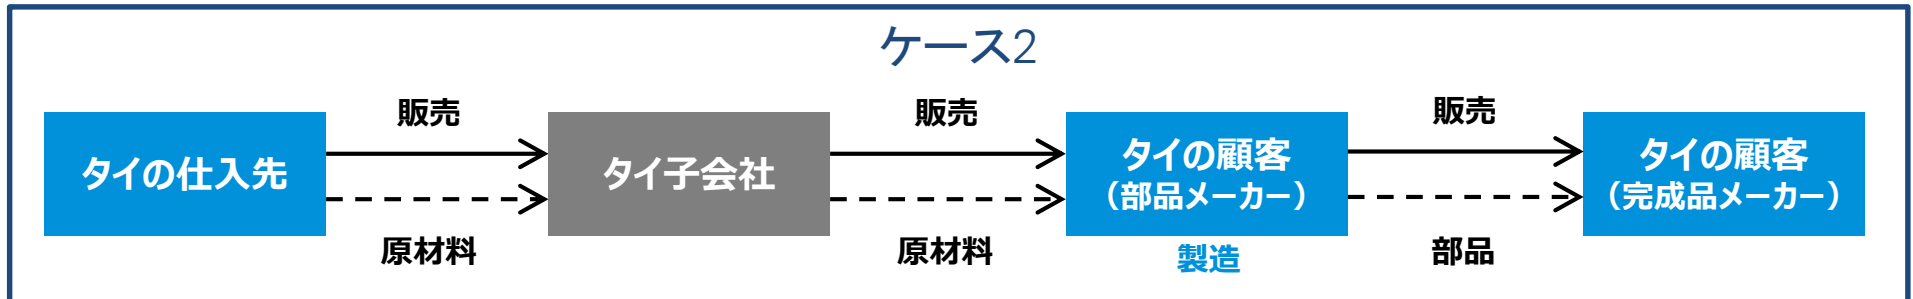 ケース2
販売
販売
販売
タイの仕入先
タイ子会社
タイの顧客
（部品メーカー）
タイの顧客
（完成品メーカー）
原材料
原材料
製造
部品